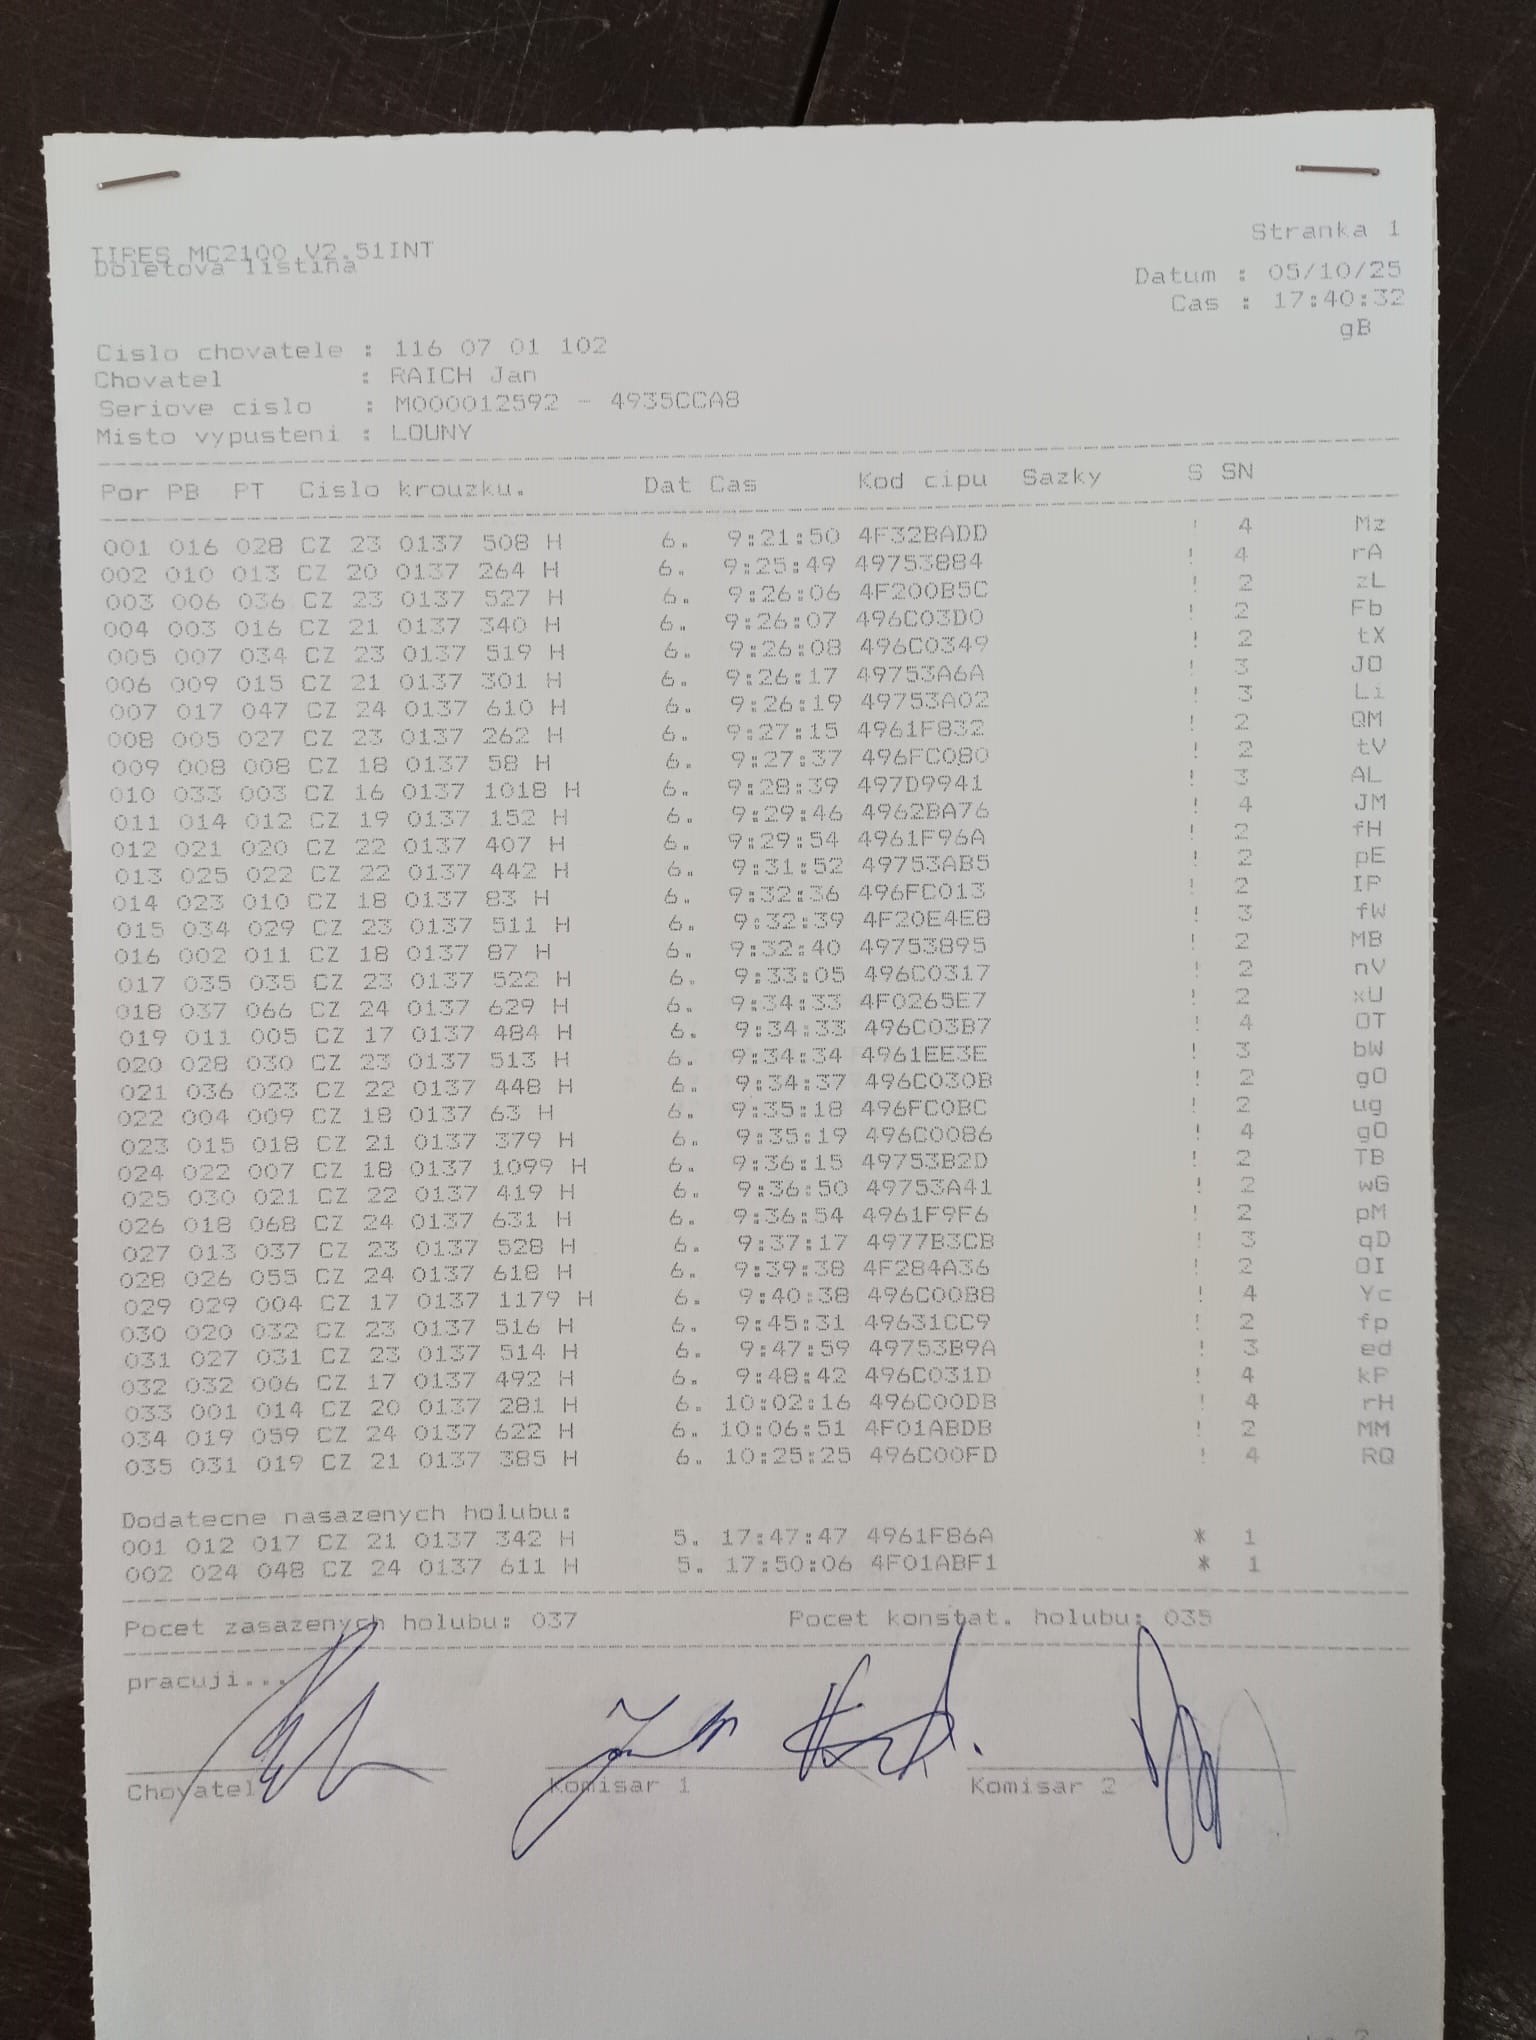 Stranka 1
TIPES MC2100 V2.51INT
Doletova listina
Datum : 05/10/25
Cas : 17:40:32
gB
Cislo chovatele : 116 07 01 102
Chovatel : RAICH Jan
Seriove cislo : M000012592 - 4935CCA8
Misto vypusteni : LOUNY
Por PB PT Cislo krouzku. Dat Cas Kod cipu Sazky S SN
001 016 028 CZ 23 0137 508 H 6. 9:21:50 4F32BADD ! 4 Mz
002 010 013 CZ 20 0137 264 H 6. 9:25:49 49753884 ! 4 rA
003 006 036 CZ 23 0137 527 H 6. 9:26:06 4F200B5C ! 2 zL
004 003 016 CZ 21 0137 340 H 6. 9:26:07 496C03D0 ! 2 Fb
005 007 034 CZ 23 0137 519 H 6. 9:26:08 496C0349 ! 2 tX
006 009 015 CZ 21 0137 301 H 6. 9:26:17 49753A6A ! 3 JO
007 017 047 CZ 24 0137 610 H 6. 9:26:19 49753A02 ! 3 Li
008 005 027 CZ 23 0137 262 H 6. 9:27:15 4961F832 ! 2 QM
009 008 008 CZ 18 0137 58 H 6. 9:27:37 496FC080 ! 2 tV
010 033 003 CZ 16 0137 1018 H 6. 9:28:39 497D9941 ! 3 AL
011 014 012 CZ 19 0137 152 H 6. 9:29:46 4962BA76 ! 4 JM
012 021 020 CZ 22 0137 407 H 6. 9:29:54 4961F96A ! 2 fH
013 025 022 CZ 22 0137 442 H 6. 9:31:52 49753AB5 ! 2 pE
014 023 010 CZ 18 0137 83 H 6. 9:32:36 496FC013 ! 2 IP
015 034 029 CZ 23 0137 511 H 6. 9:32:39 4F20E4E8 ! 3 fW
016 002 011 CZ 18 0137 87 H 6. 9:32:40 49753895 ! 2 MB
017 035 035 CZ 23 0137 522 H 6. 9:33:05 496C0317 ! 2 nV
018 037 066 CZ 24 0137 629 H 6. 9:34:33 4F0265E7 ! 2 xU
019 011 005 CZ 17 0137 484 H 6. 9:34:33 496C03B7 ! 4 OT
020 028 030 CZ 23 0137 513 H 6. 9:34:34 4961EE3E ! 3 bW
021 036 023 CZ 22 0137 448 H 6. 9:34:37 496C030B ! 2 gO
022 004 009 CZ 18 0137 63 H 6. 9:35:18 496FC0BC ! 2 ug
023 015 018 CZ 21 0137 379 H 6. 9:35:19 496C0086 ! 4 gO
024 022 007 CZ 18 0137 1099 H 6. 9:36:15 49753B2D ! 2 TB
025 030 021 CZ 22 0137 419 H 6. 9:36:50 49753A41 ! 2 wG
026 018 068 CZ 24 0137 631 H 6. 9:36:54 4961F9F6 ! 2 pM
027 013 037 CZ 23 0137 528 H 6. 9:37:17 4977B3CB ! 3 qD
028 026 055 CZ 24 0137 618 H 6. 9:39:38 4F284A36 ! 2 OI
029 029 004 CZ 17 0137 1179 H 6. 9:40:38 496C00B8 ! 4 Yc
030 020 032 CZ 23 0137 516 H 6. 9:45:31 49631CC9 ! 2 fp
031 027 031 CZ 23 0137 514 H 6. 9:47:59 49753B9A ! 3 ed
032 032 006 CZ 17 0137 492 H 6. 9:48:42 496C031D ! 4 kP
033 001 014 CZ 20 0137 281 H 6. 10:02:16 496C00DB ! 4 rH
034 019 059 CZ 24 0137 622 H 6. 10:06:51 4F01ABDB ! 2 MM
035 031 019 CZ 21 0137 385 H 6. 10:25:25 496C00FD ! 4 RQ
Dodatecne nasazenych holubu:
001 012 017 CZ 21 0137 342 H 5. 17:47:47 4961F86A * 1
002 024 048 CZ 24 0137 611 H 5. 17:50:06 4F01ABF1 * 1
Pocet zasazenych holubu: 037 Pocet konstat. holubu: 035
pracuji...
Chovatel Komisar 1 Komisar 2